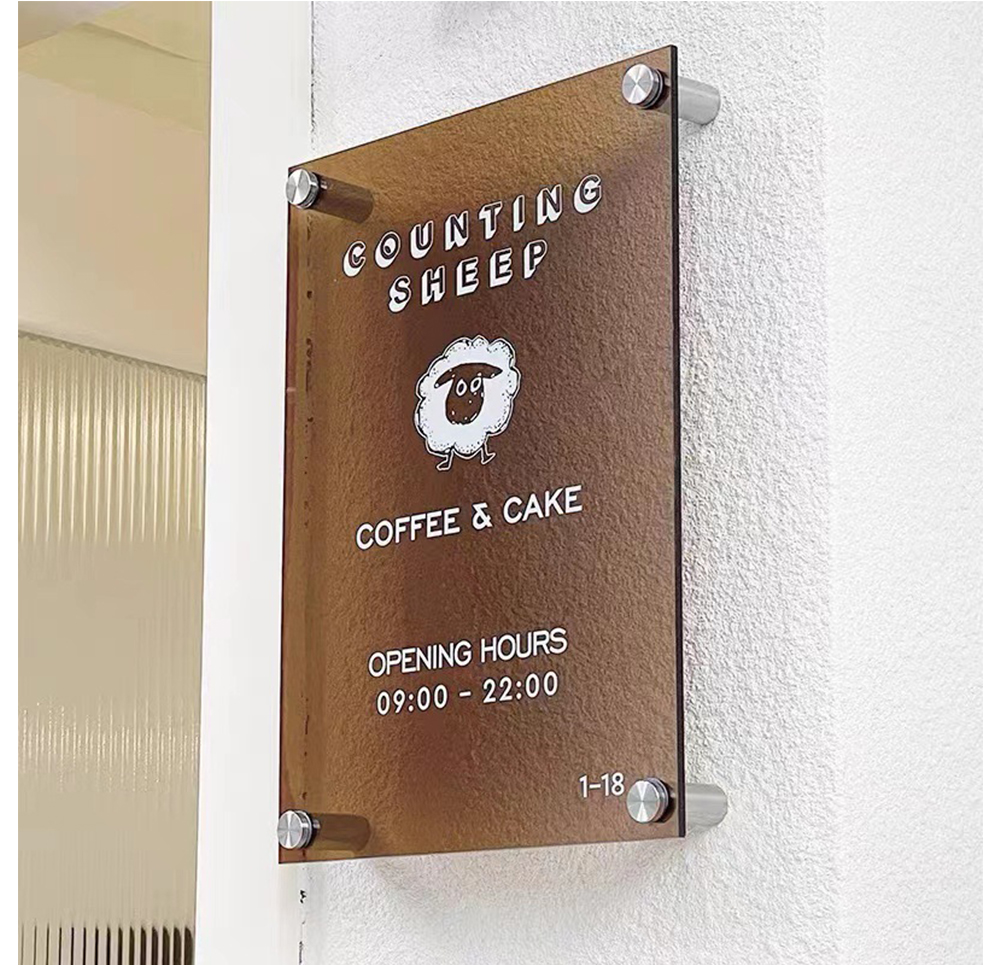 COUNTING
SHEEP
COFFEE & CAKE
OPENING HOURS
09:00 - 22:00
1-18